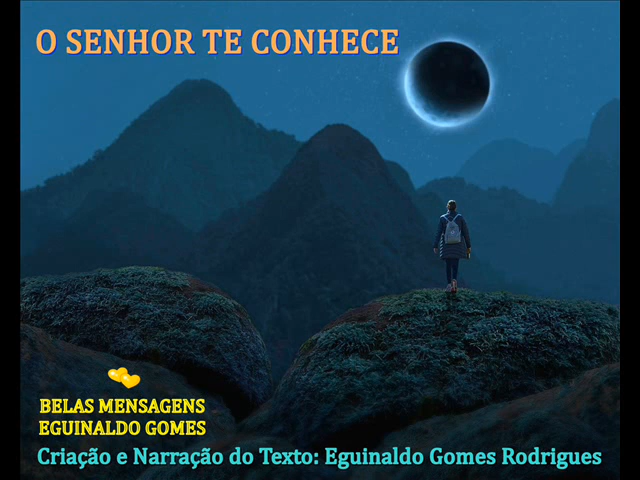 O SENHOR TE CONHECE
BELAS MENSAGENS
EGUINALDO GOMES
Criação e Narração do Texto: Eguinaldo Gomes Rodrigues